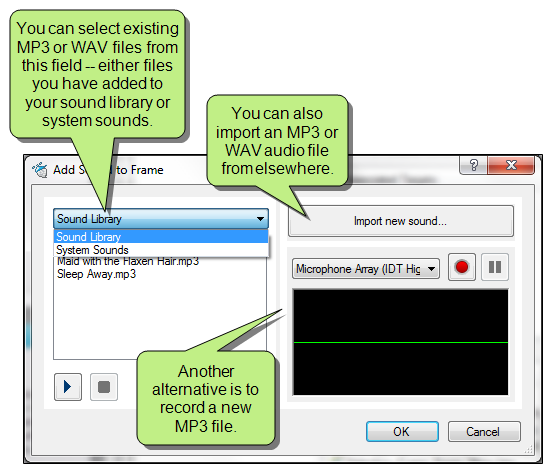 You can select existing
MP3 or WAV files from
this field -- either files
you have added to
your sound library or
system sounds.
You can also
import an MP3 or
WAV audio file
from elsewhere.
Add to Frame
Sound Library
Sound Library
System Sounds
Maid with the Flaxen Hair.mp3
Sleep Away.mp3
Import new sound...
Microphone Array (IDT Hig
Another
alternative is to
record a new
MP3 file.
OK
Cancel